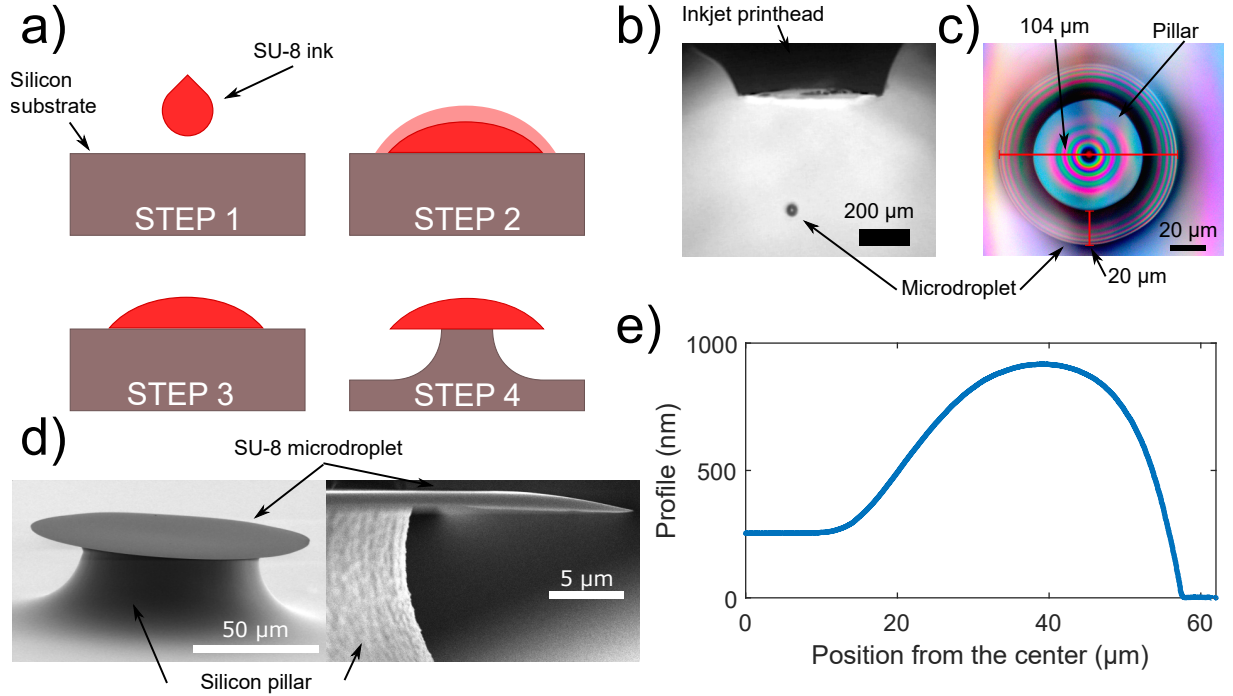 a)
SU-8 ink
Silicon
substrate
STEP 1
STEP 2
STEP 3
STEP 4
b)
Inkjet printhead
200 µm
Microdroplet
c)
104 µm
Pillar
20 µm
20 µm
d)
SU-8 microdroplet
50 µm
5 µm
Silicon pillar
e)
1000
500
0
0
20
40
60
Profile (nm)
Position from the center (µm)